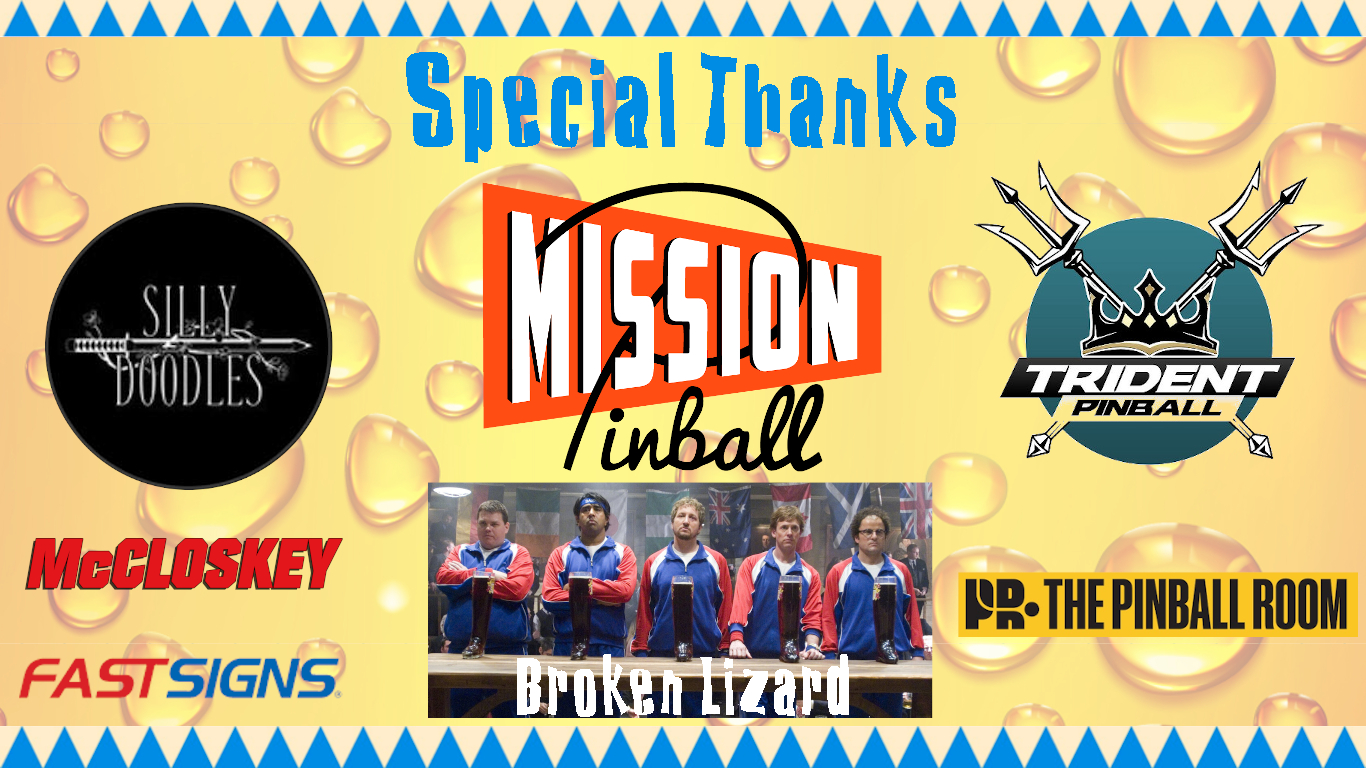 Special Thanks
SILLY
DOODLES
MISSION
Pinball
TRIDENT
PINBALL
McCLOSKEY
FASTSIGNS®
Broken Lizard
PR. THE PINBALL ROOM